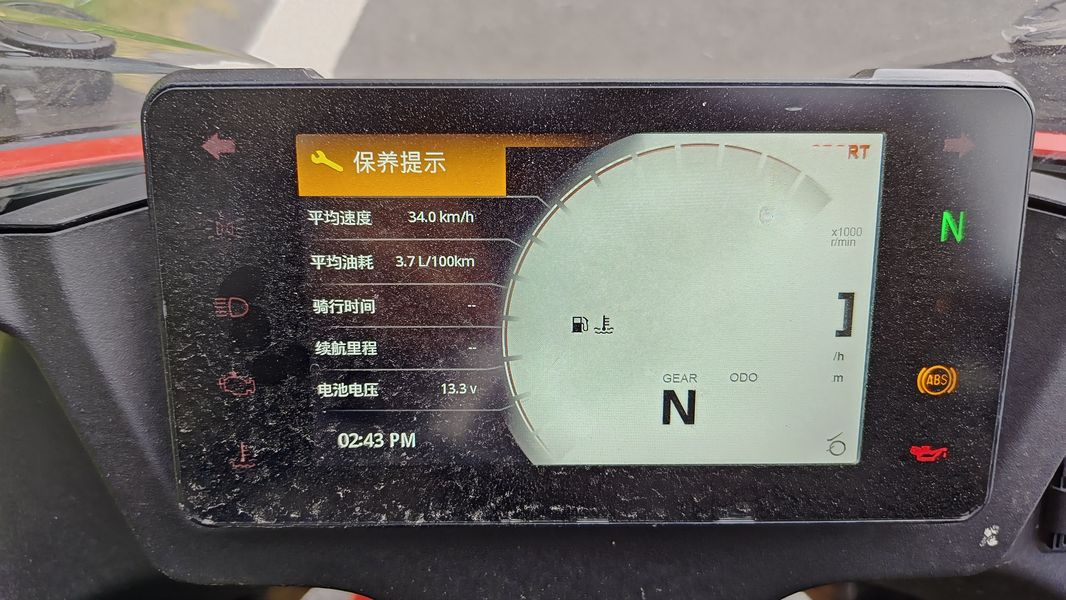 保养提示
平均速度 34.0 km/h
平均油耗 3.7 L/100km
骑行时间 --
续航里程 --
电池电压 13.3 v
02:43 PM
RT
x1000
r/min
/h
m
GEAR ODO
N
N
ABS